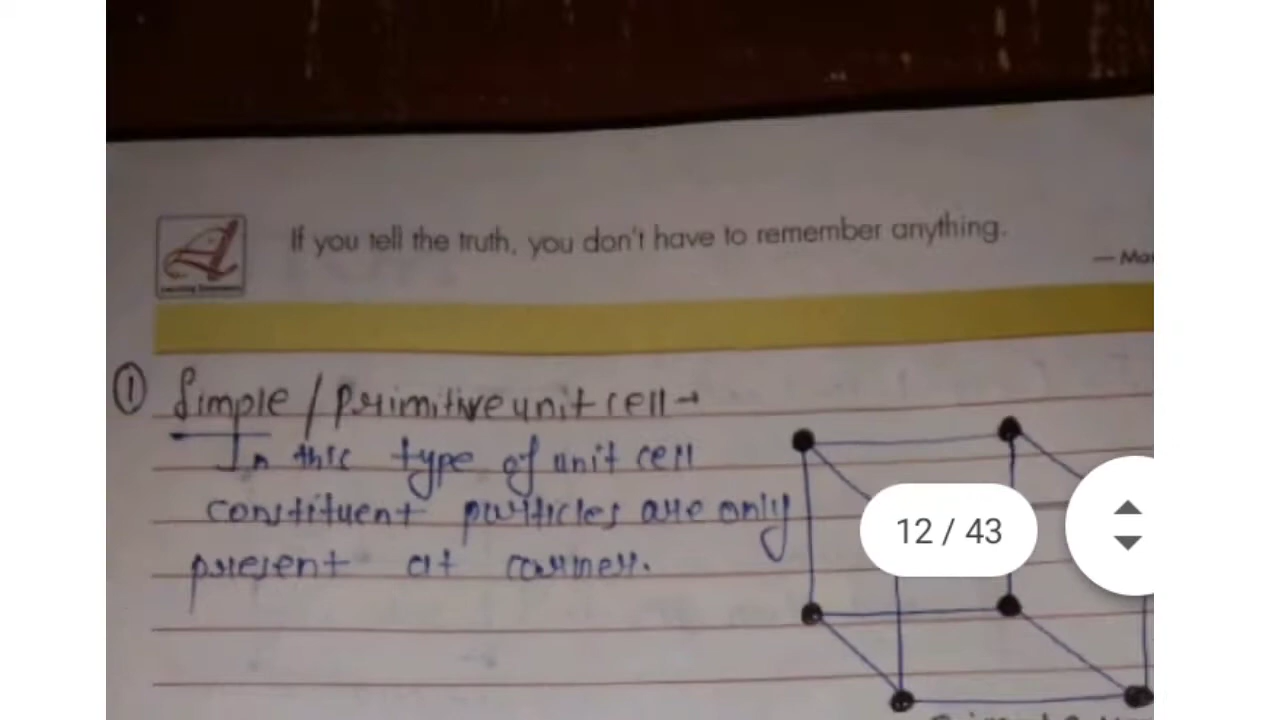 If you tell the truth, you don't have to remember anything.
— Mar
① Simple / primitive unit cell →
In this type of unit cell
constituent particles are only
present at corner.
12 / 43